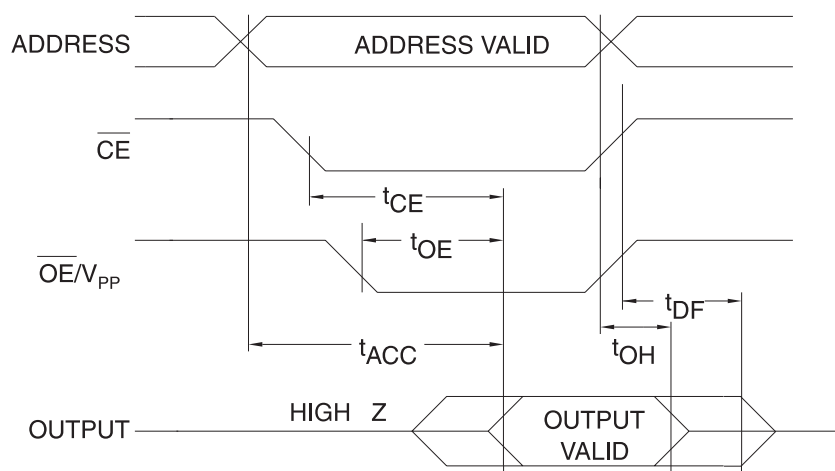 ADDRESS
ADDRESS VALID
CE
tCE
tOE
OE/VPP
tDF
tACC
tOH
HIGH Z
OUTPUT
OUTPUT
VALID